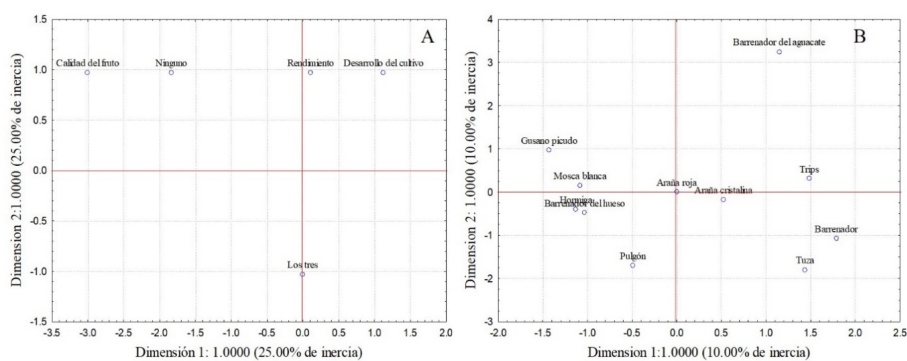 A
1.5
1.0
0.5
0.0
-0.5
-1.0
-1.5
Calidad del fruto
Ninguno
Rendimiento
Desarrollo del cultivo
Los tres
-3.5 -3.0 -2.5 -2.0 -1.5 -1.0 -0.5 0.0 0.5 1.0 1.5 2.0
Dimension 2:1.0000 (25.00% de inercia)
Dimensión 1: 1.0000 (25.00% de inercia)
B
4
3
2
1
0
-1
-2
-3
Barrenador del aguacate
Gusano picudo
Mosca blanca
Trips
Araña roja
Araña cristalina
Hormiga
Barrenador del hueso
Barrenador
Pulgón
Tuza
-2.0 -1.5 -1.0 -0.5 0.0 0.5 1.0 1.5 2.0 2.5
Dimension 2: 1.0000 (10.00% de inercia)
Dimension 1:1.0000 (10.00% de inercia)